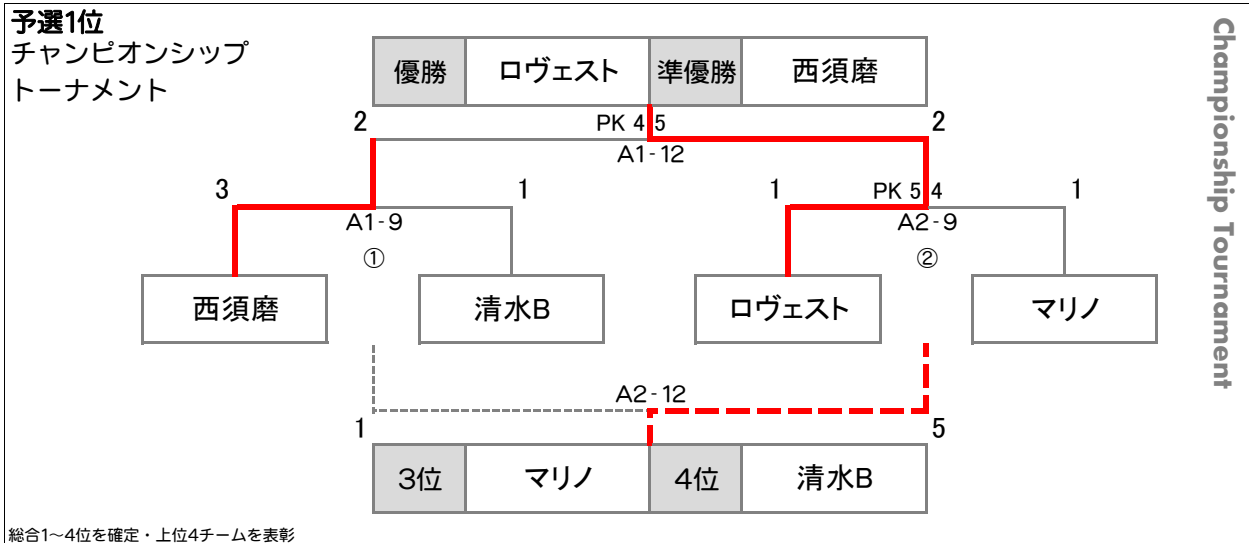 予選1位
チャンピオンシップ
トーナメント
優勝 ロヴェスト 準優勝 西須磨
2 PK 4 5 2
A1-12
3 1 1 PK 5 4 1
A1-9 A2-9
① ②
西須磨 清水B ロヴェスト マリノ
A2-12
1 5
3位 マリノ 4位 清水B
総合1~4位を確定・上位4チームを表彰
Championship Tournament